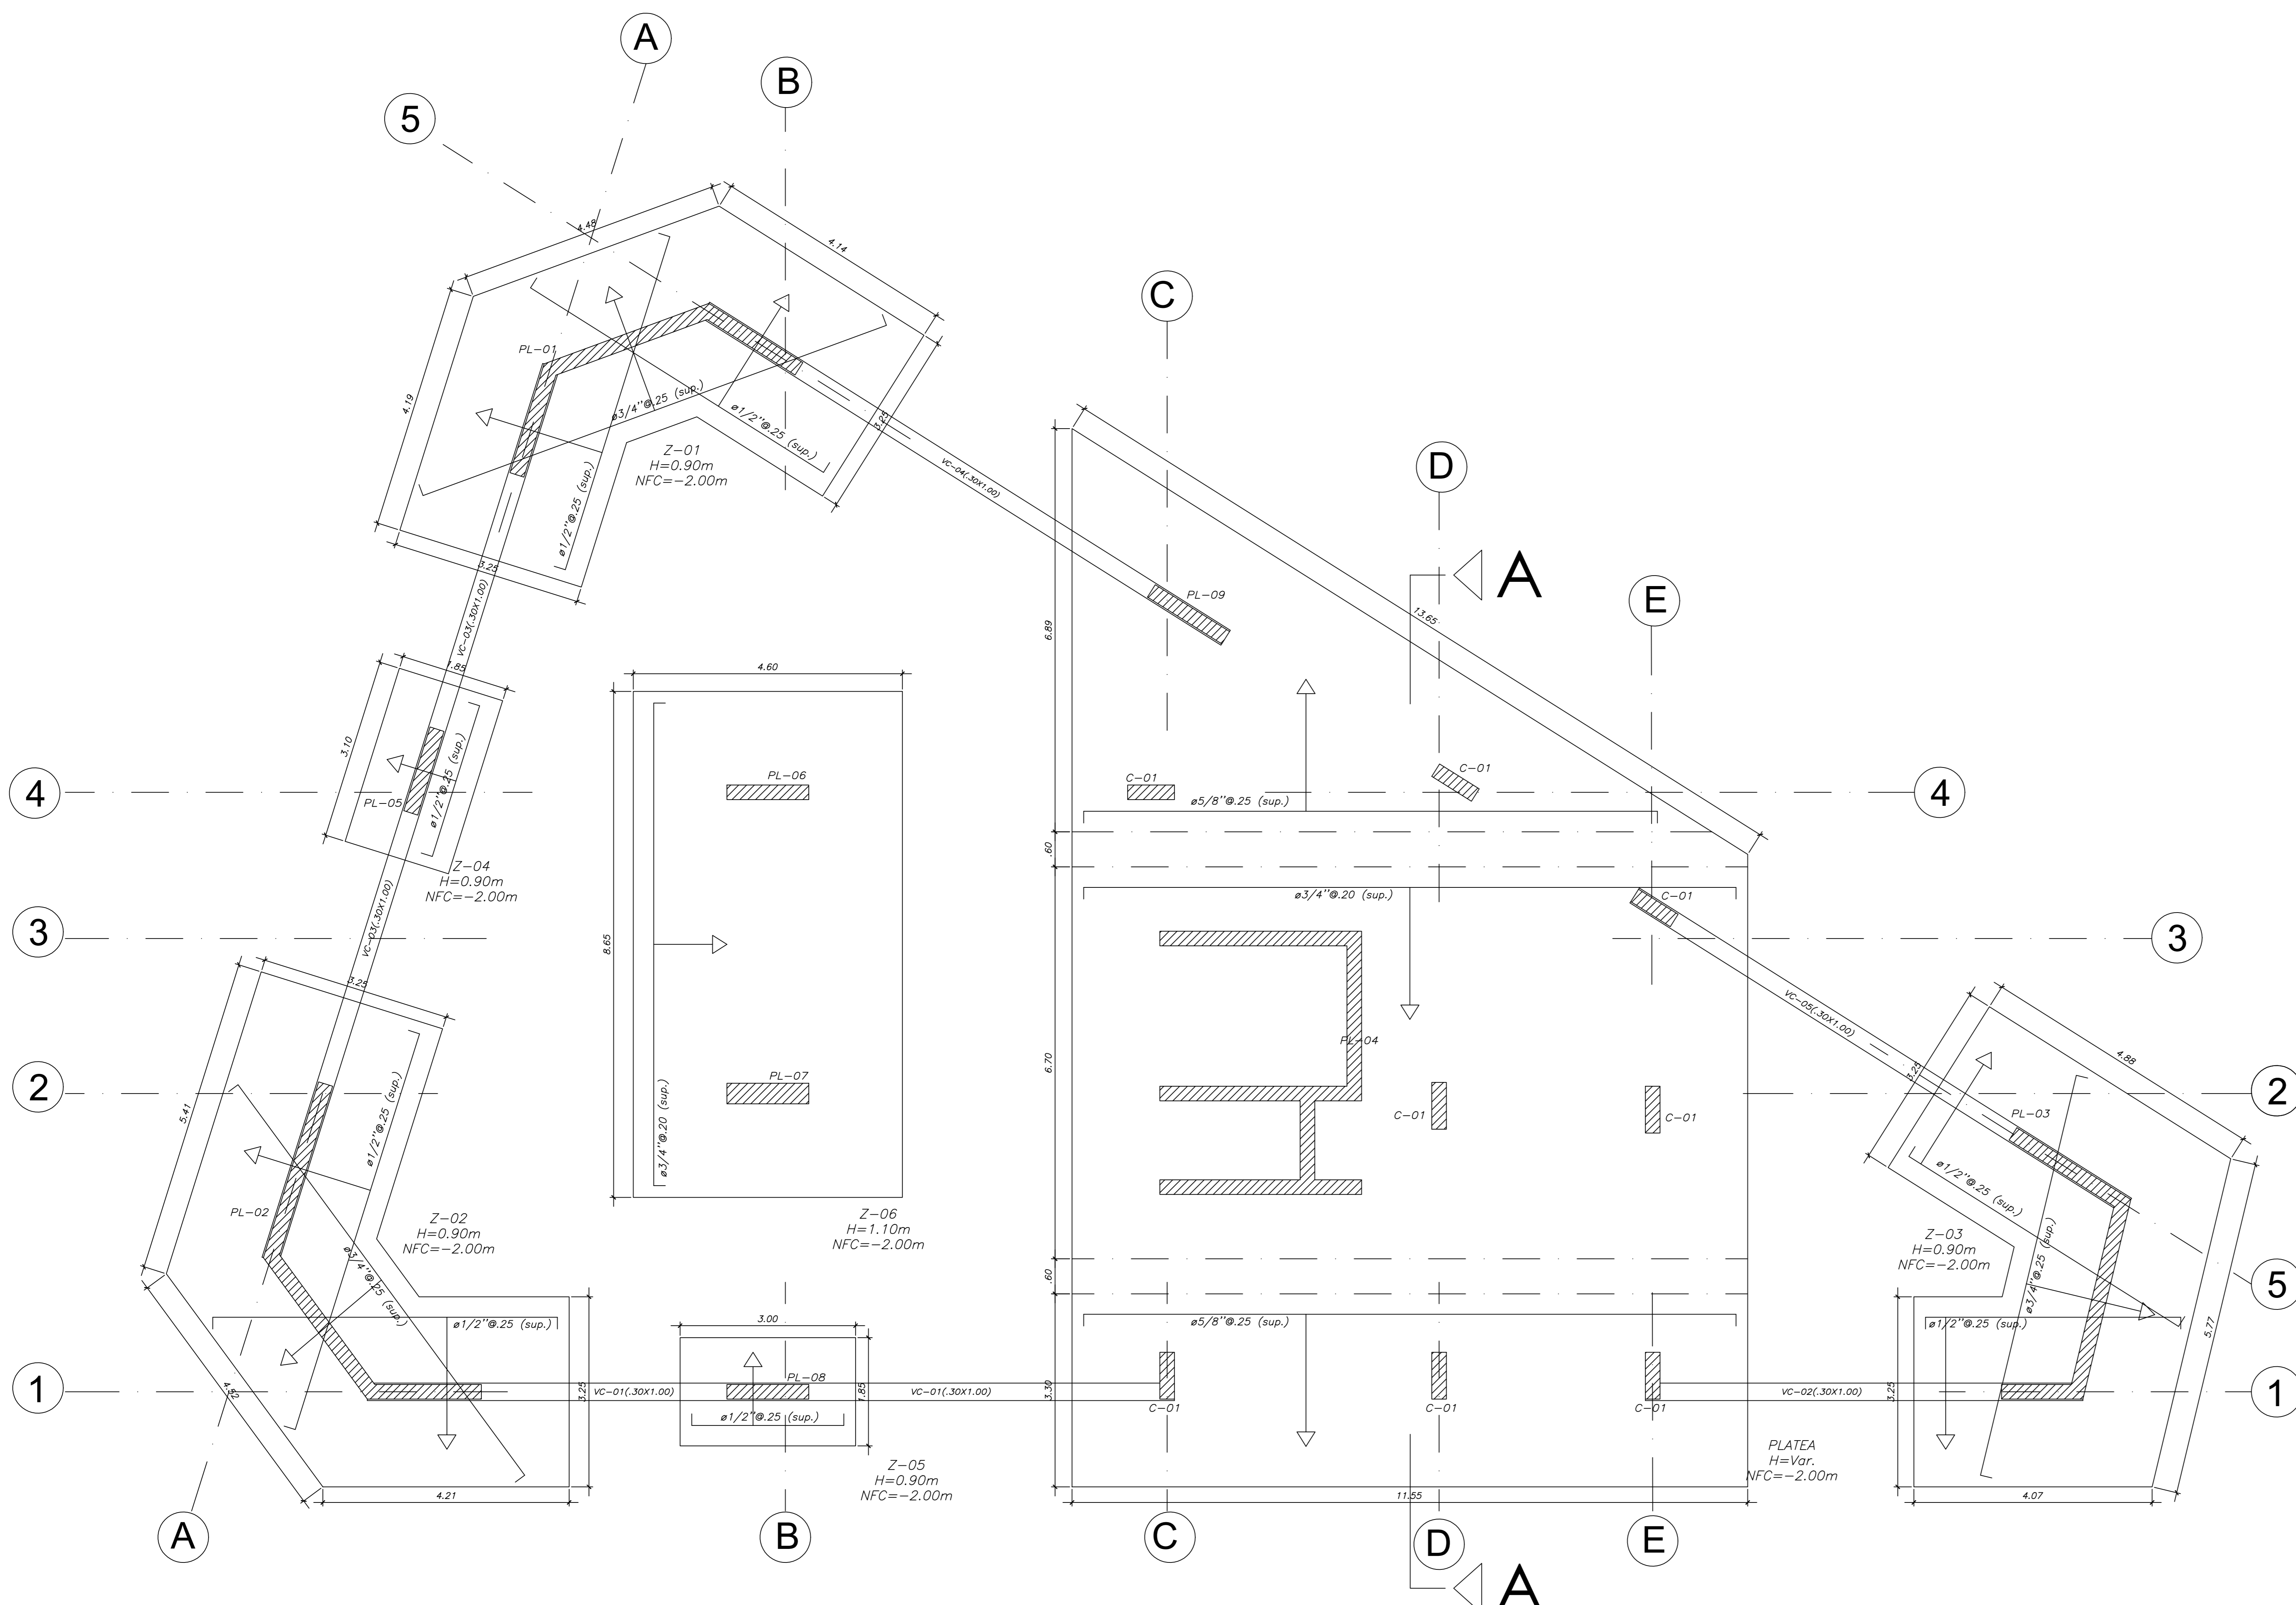 A
B
5
4.48
4.14
C
PL-01
4.19
ø3/4''@.25 (sup.)
ø1/2''@.25 (sup.)
3.25
Z-01
H=0.90m
NFC=-2.00m
VC-04(.30X1.00)
D
ø1/2''@.25 (sup.)
A
3.25
VC-03(.30X1.00)
PL-09
E
13.65
6.89
1.85
4.60
3.10
4
PL-05
ø1/2''@.25 (sup.)
PL-06
C-01
C-01
ø5/8''@.25 (sup.)
4
.60
Z-04
H=0.90m
NFC=-2.00m
ø3/4''@.20 (sup.)
C-01
VC-03(.30X1.00)
3
8.65
3
3.25
VC-05(.30X1.00)
PL-04
4.88
6.70
3.25
2
5.41
ø1/2''@.25 (sup.)
PL-07
ø3/4''@.20 (sup.)
C-01
C-01
PL-03
2
ø1/2''@.25 (sup.)
PL-02
Z-02
H=0.90m
NFC=-2.00m
Z-06
H=1.10m
NFC=-2.00m
Z-03
H=0.90m
NFC=-2.00m
ø3/4''@.25 (sup.)
ø3/4''@.25 (sup.)
5
.60
ø1/2''@.25 (sup.)
3.00
ø5/8''@.25 (sup.)
ø1/2''@.25 (sup.)
5.77
1
4.52
3.25
VC-01(.30X1.00)
PL-08
1.85
VC-01(.30X1.00)
3.30
VC-02(.30X1.00)
3.25
1
ø1/2''@.25 (sup.)
C-01
C-01
C-01
Z-05
H=0.90m
NFC=-2.00m
PLATEA
H=Var.
NFC=-2.00m
4.21
11.55
4.07
A
B
C
D
E
A